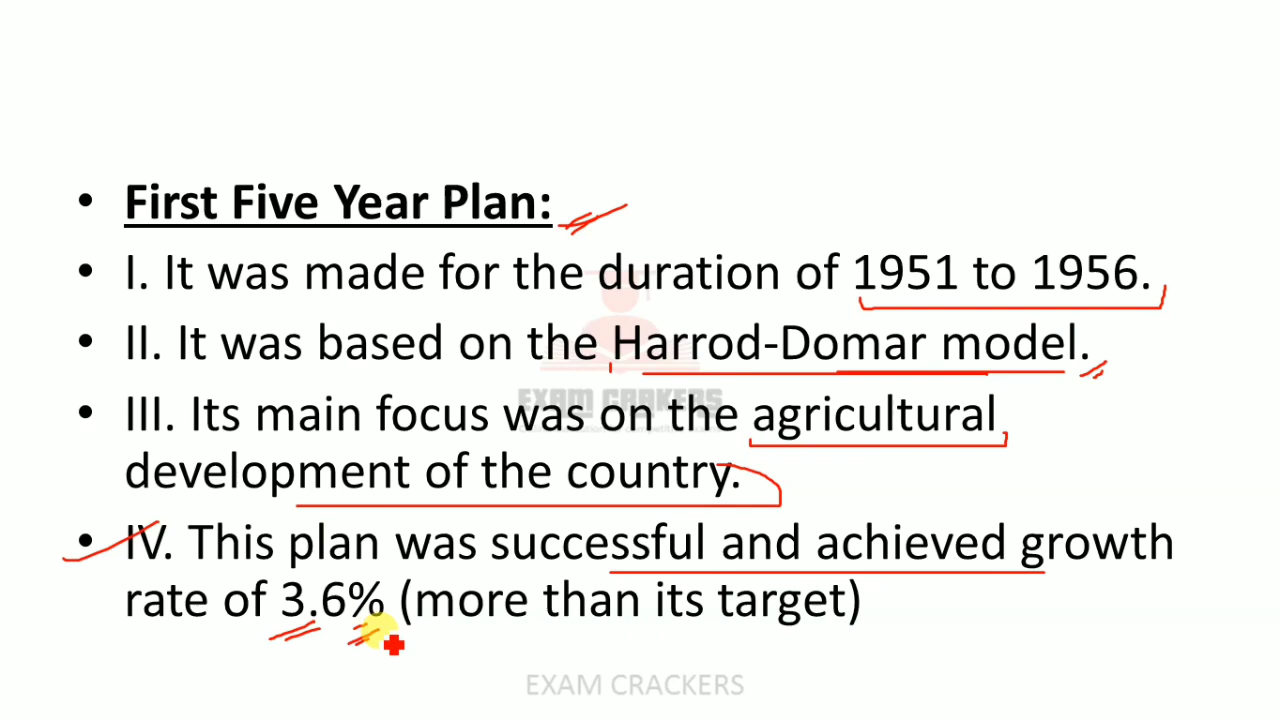 • First Five Year Plan:
• I. It was made for the duration of 1951 to 1956.
• II. It was based on the Harrod-Domar model.
EXAM CRAKERS
• III. Its main focus was on the agricultural
development of the country.
• IV. This plan was successful and achieved growth
rate of 3.6% (more than its target)
EXAM CRACKERS